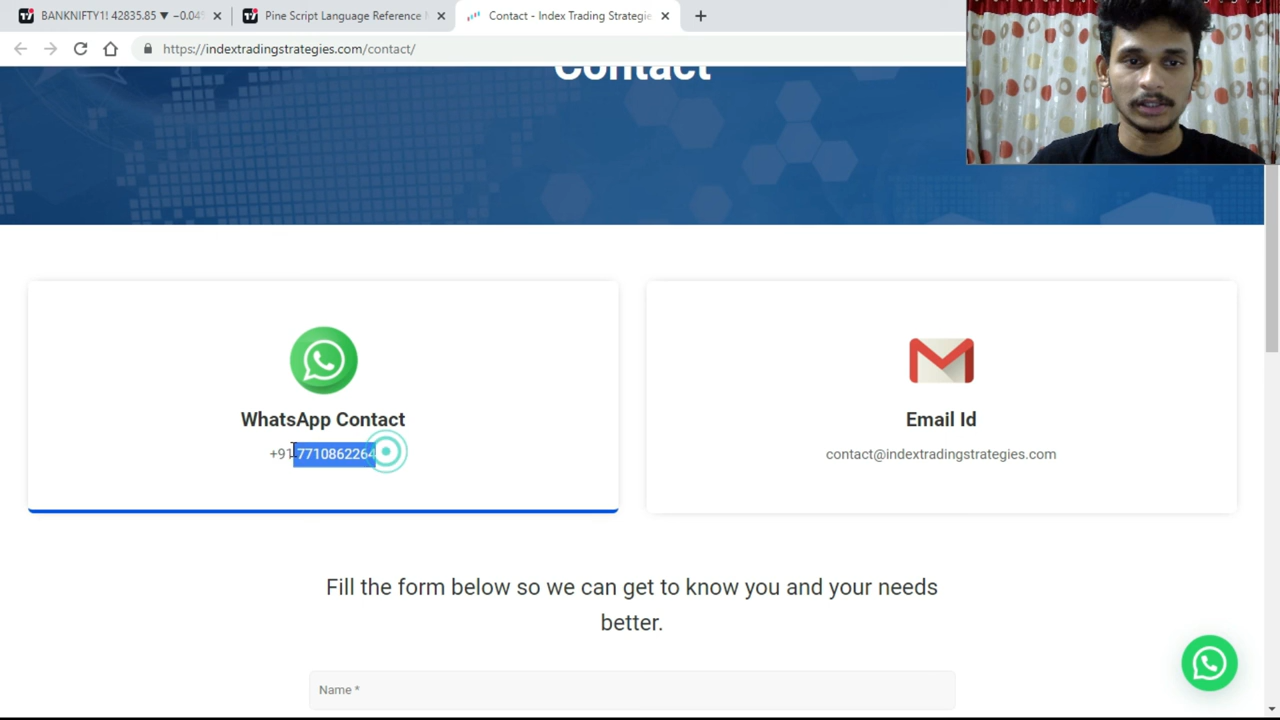 BANKNIFTY1! 42835.85 ▼ −0.04%
Pine Script Language Reference M
Contact - Index Trading Strategie
https://indextradingstrategies.com/contact/
Contact
WhatsApp Contact
+917710862264
Email Id
contact@indextradingstrategies.com
Fill the form below so we can get to know you and your needs
better.
Name *